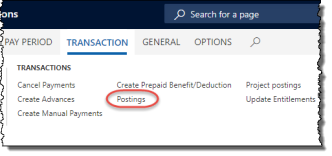 ons
Search for a page
PAY PERIOD TRANSACTION GENERAL OPTIONS
TRANSACTIONS
Cancel Payments Create Prepaid Benefit/Deduction Project postings
Create Advances Postings Update Entitlements
Create Manual Payments